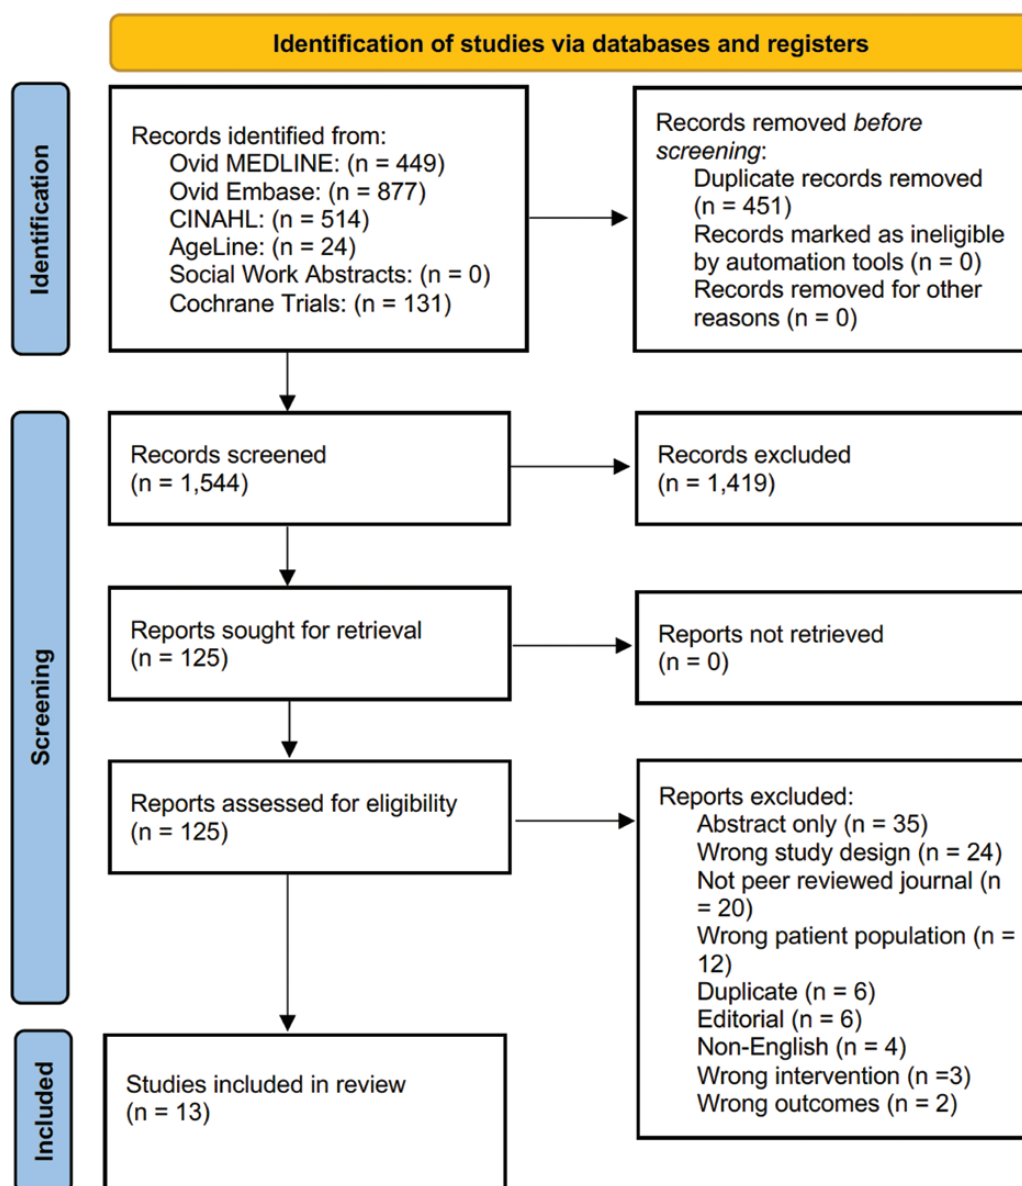 Identification of studies via databases and registers
Identification
Records identified from:
Ovid MEDLINE: (n = 449)
Ovid Embase: (n = 877)
CINAHL: (n = 514)
AgeLine: (n = 24)
Social Work Abstracts: (n = 0)
Cochrane Trials: (n = 131)
Records removed before
screening:
Duplicate records removed
(n = 451)
Records marked as ineligible
by automation tools (n = 0)
Records removed for other
reasons (n = 0)
Screening
Records screened
(n = 1,544)
Records excluded
(n = 1,419)
Reports sought for retrieval
(n = 125)
Reports not retrieved
(n = 0)
Reports assessed for eligibility
(n = 125)
Reports excluded:
Abstract only (n = 35)
Wrong study design (n = 24)
Not peer reviewed journal (n
= 20)
Wrong patient population (n =
12)
Duplicate (n = 6)
Editorial (n = 6)
Non-English (n = 4)
Wrong intervention (n =3)
Wrong outcomes (n = 2)
Included
Studies included in review
(n = 13)